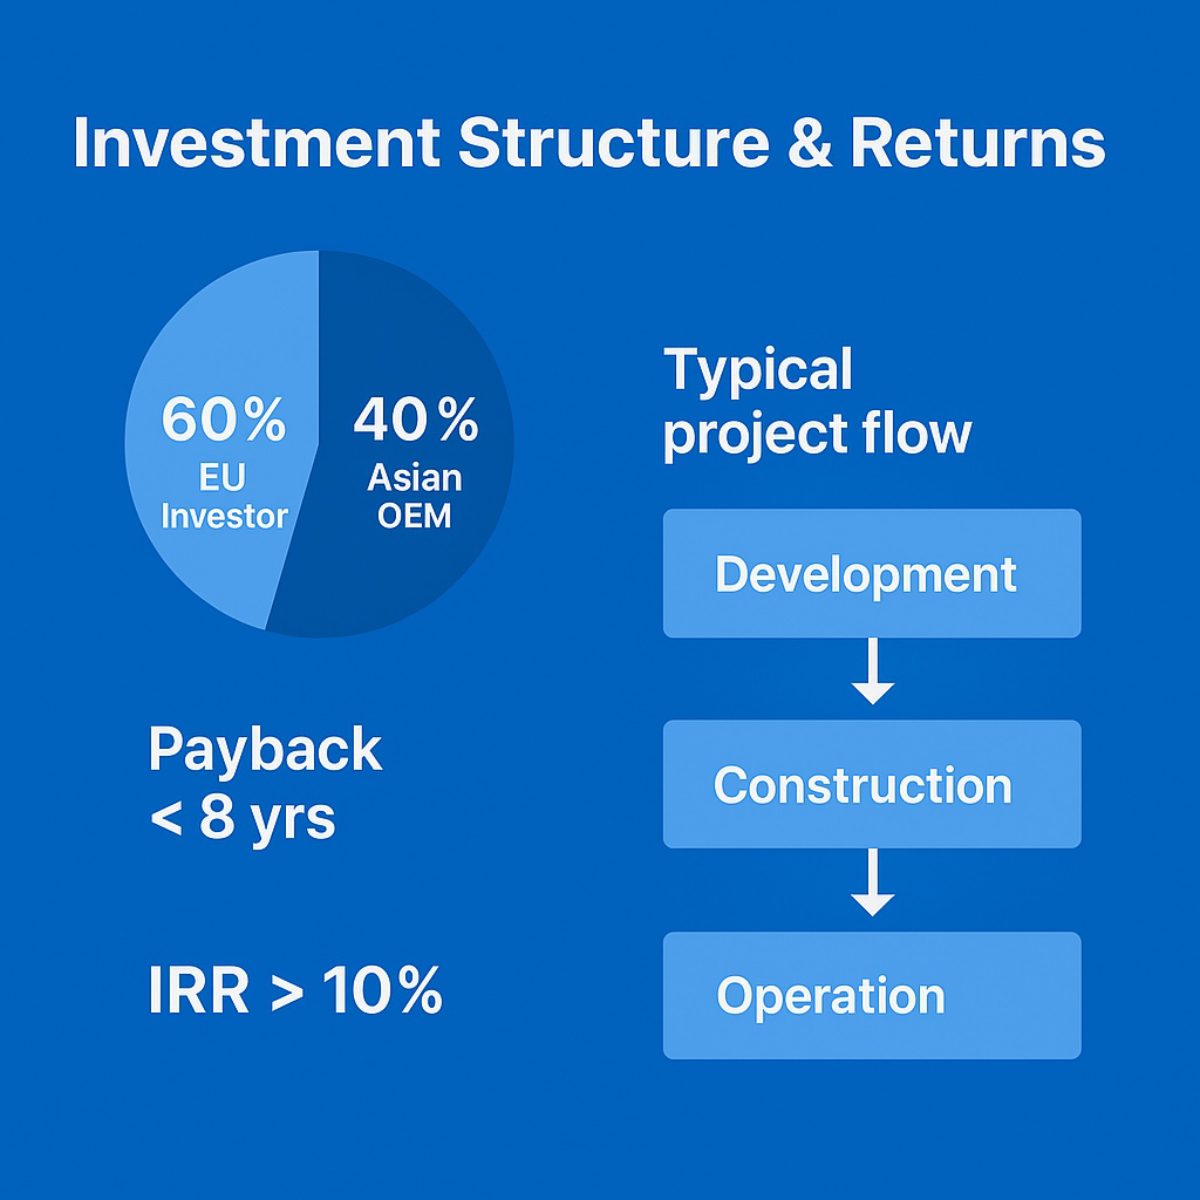 Investment Structure & Returns
60%
EU
Investor
40%
Asian
OEM
Payback
< 8 yrs
IRR > 10%
Typical
project flow
Development
Construction
Operation